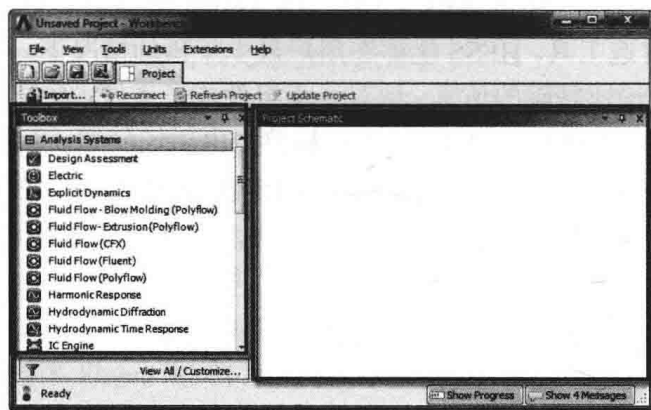 Unsaved Project - Workbench
File View Tools Units Extensions Help
Project
Import... Reconnect Refresh Project Update Project
Toolbox
Project Schematic
Analysis Systems
Design Assessment
Electric
Explicit Dynamics
Fluid Flow - Blow Molding (Polyflow)
Fluid Flow - Extrusion (Polyflow)
Fluid Flow (CFX)
Fluid Flow (Fluent)
Fluid Flow (Polyflow)
Harmonic Response
Hydrodynamic Diffraction
Hydrodynamic Time Response
IC Engine
View All / Customize...
Ready
Show Progress
Show 4 Messages